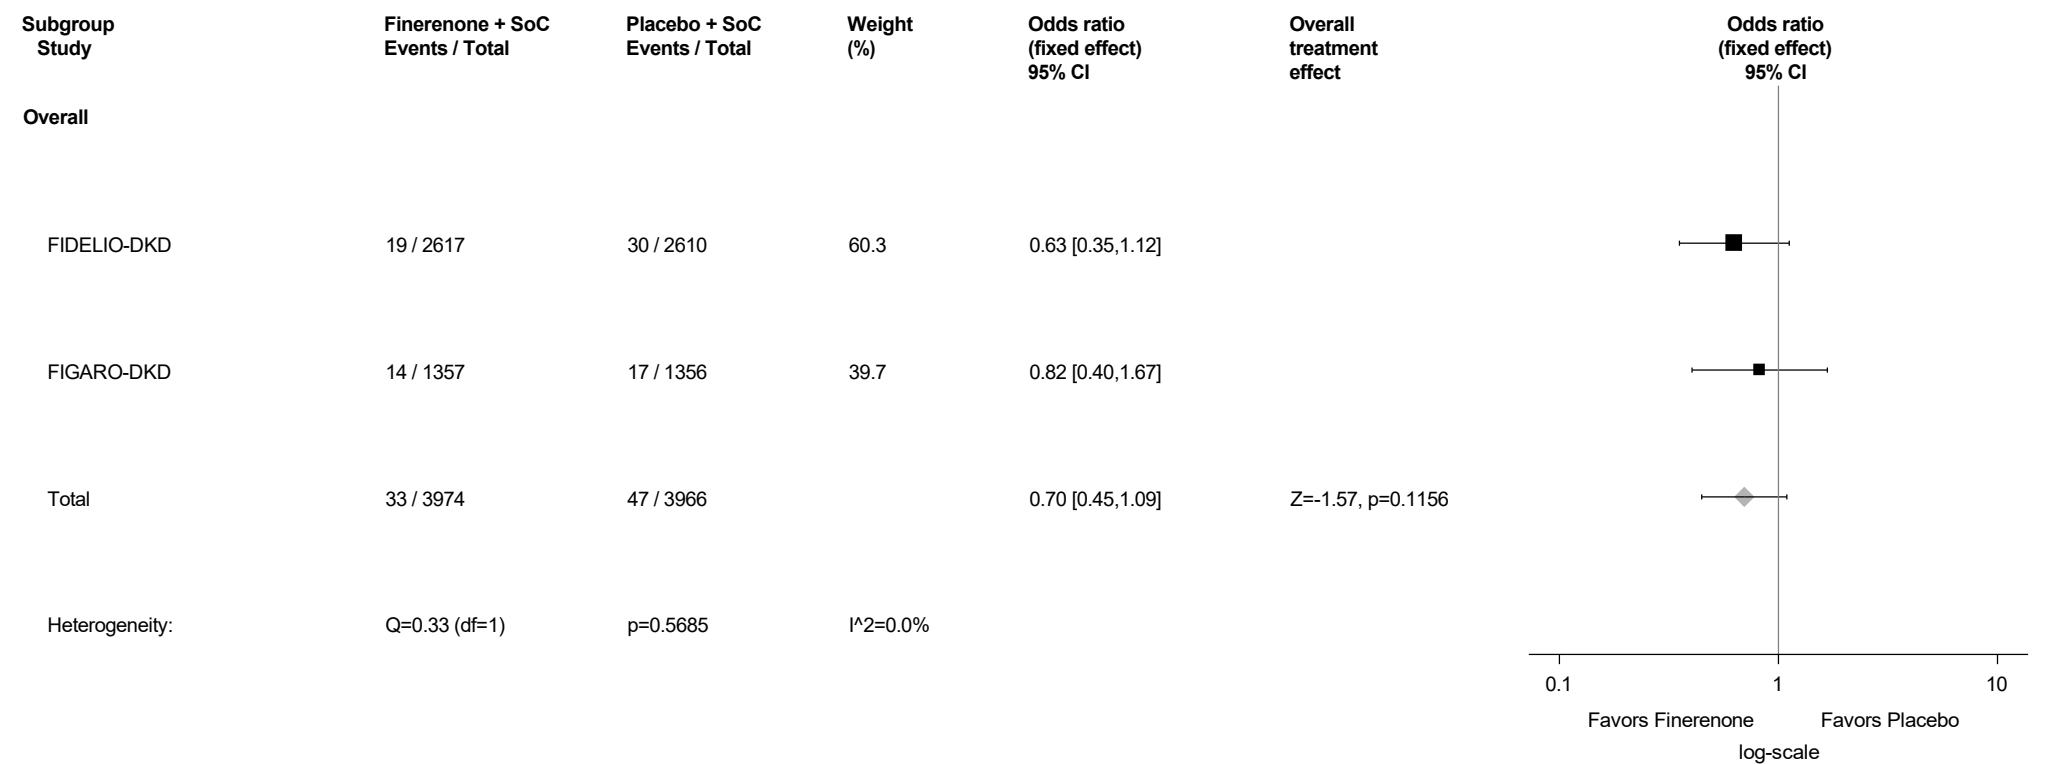 Subgroup Finerenone + SoC Placebo + SoC Weight Odds ratio Overall Odds ratio
Study Events / Total Events / Total (%) (fixed effect) treatment (fixed effect)
95% CI effect 95% CI
Overall
FIDELIO-DKD 19 / 2617 30 / 2610 60.3 0.63 [0.35,1.12]
FIGARO-DKD 14 / 1357 17 / 1356 39.7 0.82 [0.40,1.67]
Total 33 / 3974 47 / 3966 0.70 [0.45,1.09] Z=-1.57, p=0.1156
Heterogeneity: Q=0.33 (df=1) p=0.5685 I^2=0.0%
0.1 1 10
Favors Finerenone Favors Placebo
log-scale